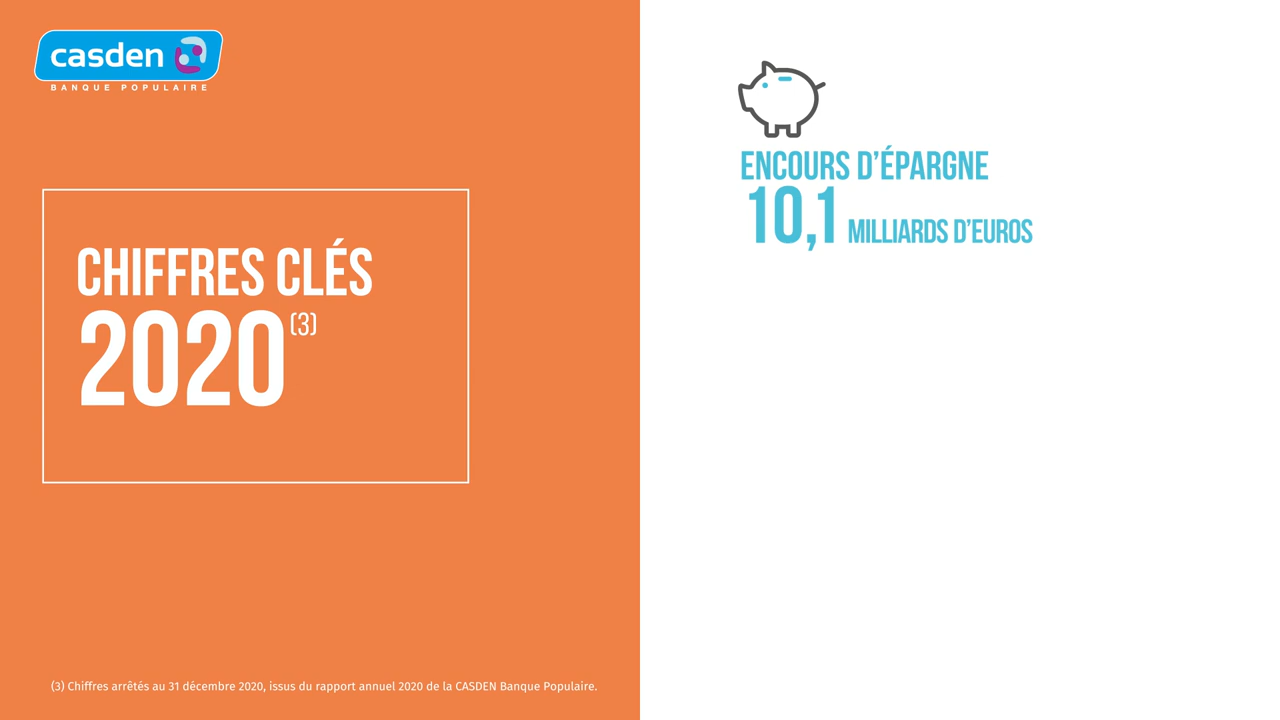 casden
BANQUE POPULAIRE
CHIFFRES CLÉS
2020(3)
(3) Chiffres arrêtés au 31 décembre 2020, issus du rapport annuel 2020 de la CASDEN Banque Populaire.
ENCOURS D'ÉPARGNE
10,1 MILLIARDS D'EUROS